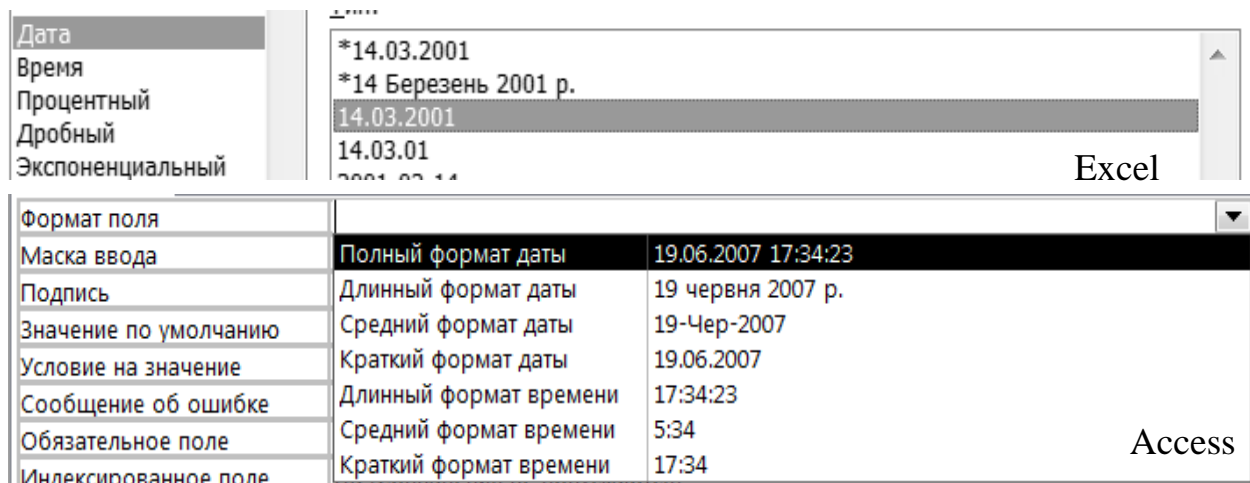 Дата
Время
Процентный
Дробный
Экспоненциальный
*14.03.2001
*14 Березень 2001 р.
14.03.2001
14.03.01
Excel
Формат поля
Маска ввода
Подпись
Значение по умолчанию
Условие на значение
Сообщение об ошибке
Обязательное поле
Индексированное поле
Полный формат даты 19.06.2007 17:34:23
Длинный формат даты 19 червня 2007 р.
Средний формат даты 19-Чер-2007
Краткий формат даты 19.06.2007
Длинный формат времени 17:34:23
Средний формат времени 5:34
Краткий формат времени 17:34
Access